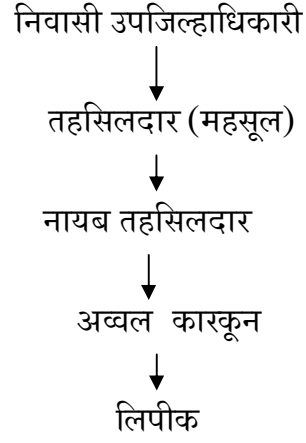 निवासी उपजिल्हाधिकारी
तहसिलदार (महसूल)
नायब तहसिलदार
अव्वल कारकून
लिपीक